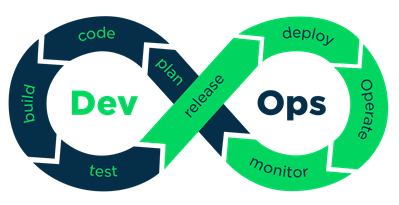 code
deploy
plan
release
build
Dev
Ops
Operate
test
monitor